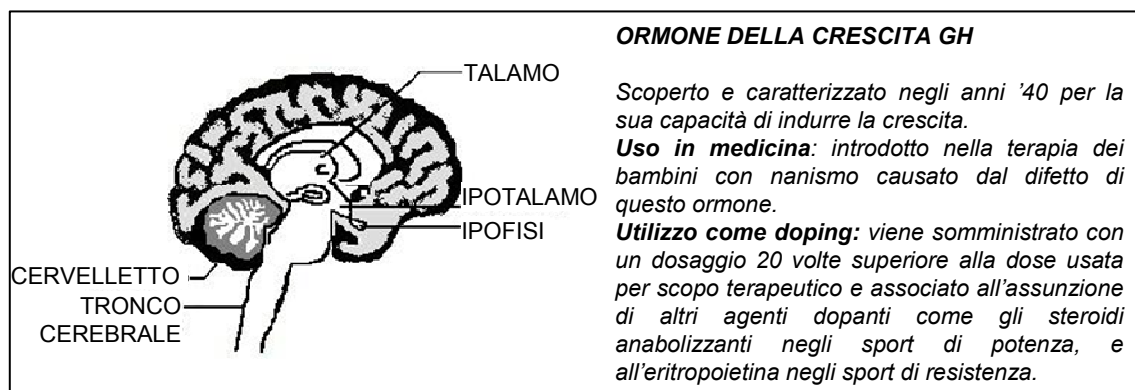 TALAMO
IPOTALAMO
IPOFISI
CERVELLETTO
TRONCO
CEREBRALE
ORMONE DELLA CRESCITA GH
Scoperto e caratterizzato negli anni ’40 per la
sua capacità di indurre la crescita.
Uso in medicina: introdotto nella terapia dei
bambini con nanismo causato dal difetto di
questo ormone.
Utilizzo come doping: viene somministrato con
un dosaggio 20 volte superiore alla dose usata
per scopo terapeutico e associato all’assunzione
di altri agenti dopanti come gli steroidi
anabolizzanti negli sport di potenza, e
all’eritropoietina negli sport di resistenza.